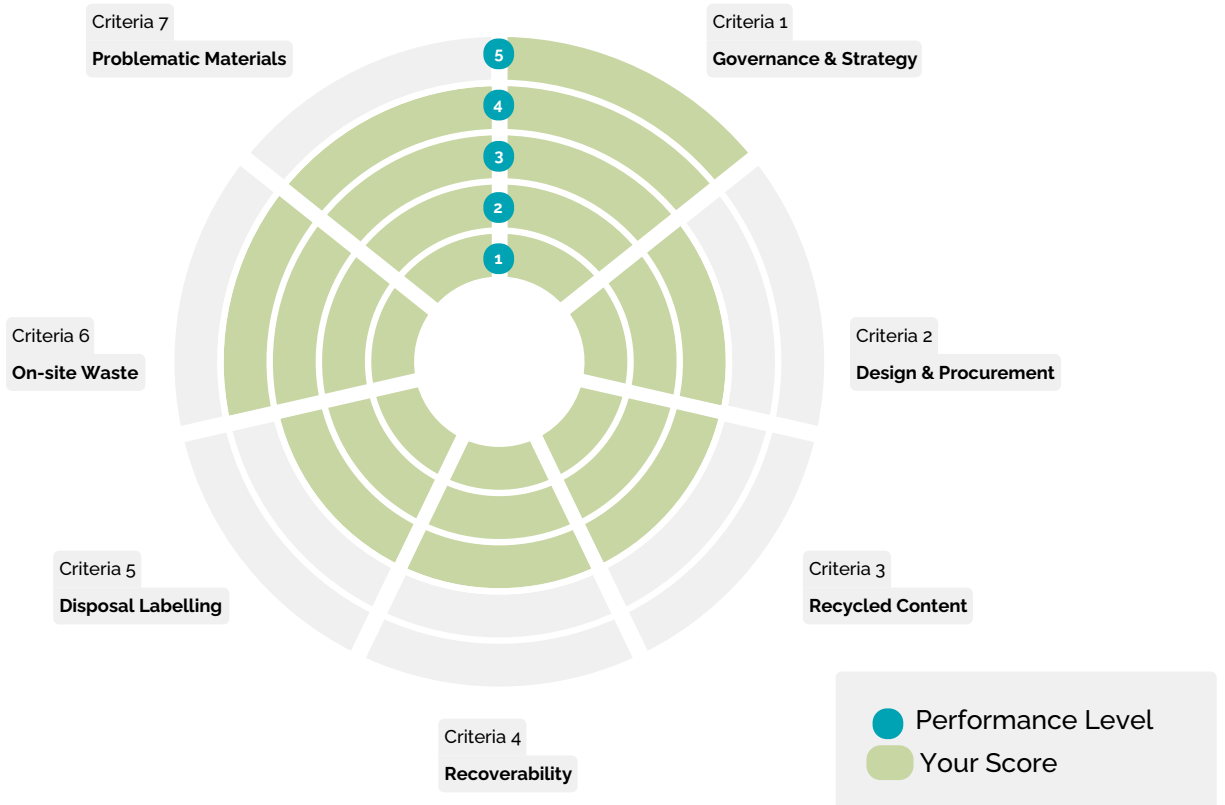 Criteria 7
Problematic Materials
Criteria 1
Governance & Strategy
5
4
3
2
1
Criteria 6
On-site Waste
Criteria 2
Design & Procurement
Criteria 5
Disposal Labelling
Criteria 3
Recycled Content
Criteria 4
Recoverability
Performance Level
Your Score